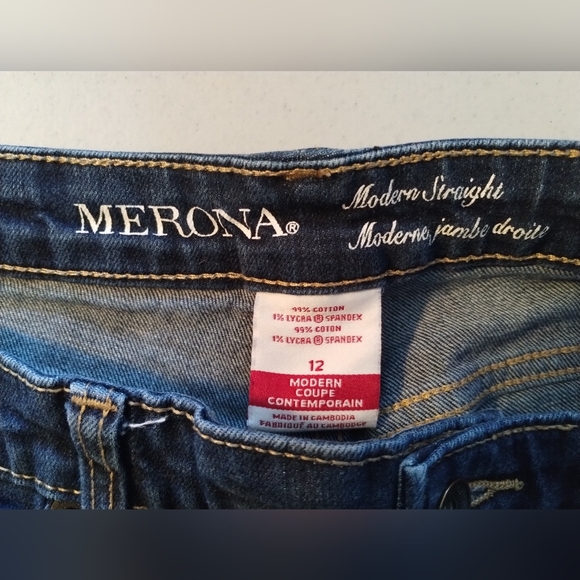 MERONA®
Modern Straight
Moderne, jambe droite
99% COTTON
1% LYCRA ® SPANDEX
99% COTON
1% LYCRA ® SPANDEX
12
MODERN
COUPE
CONTEMPORAIN
MADE IN CAMBODIA
FABRIQUÉ AU CAMBODGE